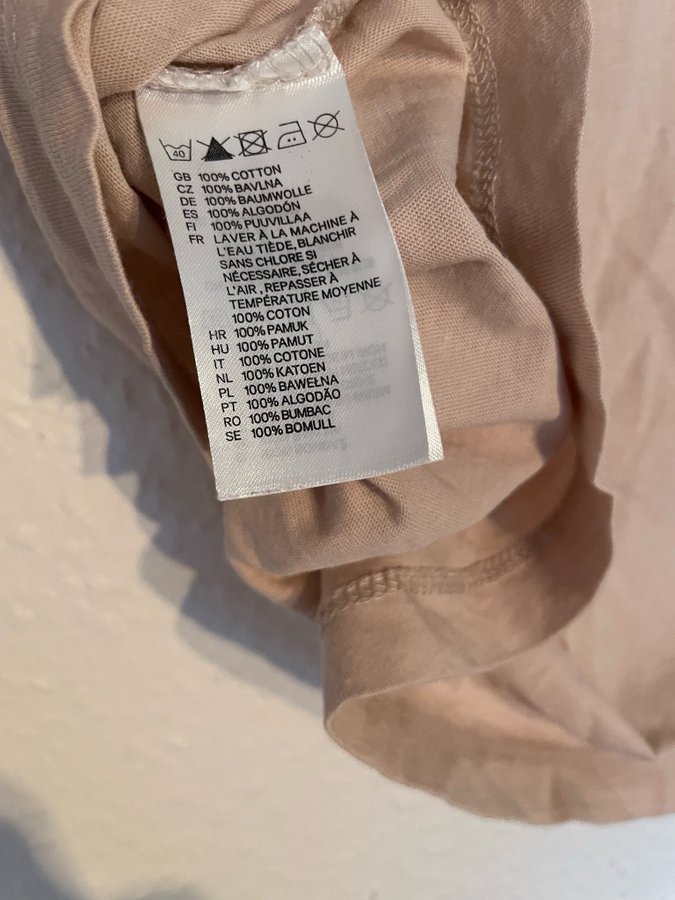 40
GB 100% COTTON
CZ 100% BAVLNA
DE 100% BAUMWOLLE
ES 100% ALGODÓN
FI 100% PUUVILLAA
FR LAVER À LA MACHINE À
L'EAU TIÈDE, BLANCHIR
SANS CHLORE SI
NÉCESSAIRE, SÉCHER À
L'AIR , REPASSER À
TEMPÉRATURE MOYENNE
100% COTON
HR 100% PAMUK
HU 100% PAMUT
IT 100% COTONE
NL 100% KATOEN
PL 100% BAWEŁNA
PT 100% ALGODÃO
RO 100% BUMBAC
SE 100% BOMULL